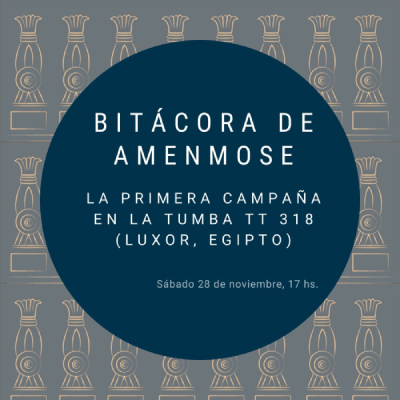 BITÁCORA DE
AMENMOSE
LA PRIMERA CAMPAÑA
EN LA TUMBA TT 318
(LUXOR, EGIPTO)
Sábado 28 de noviembre, 17 hs.